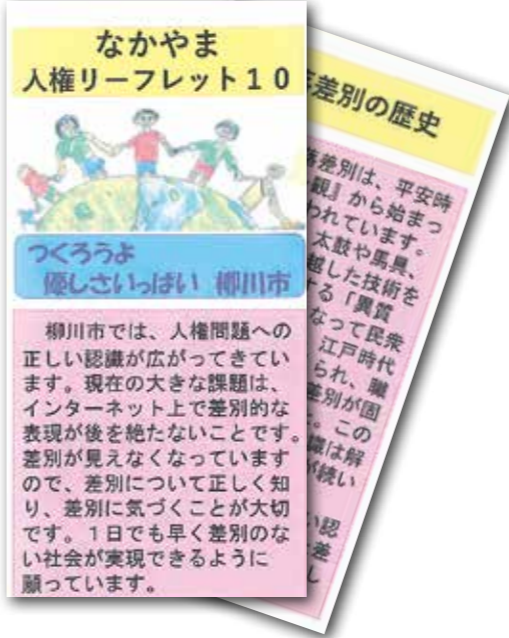 なかやま
人権リーフレット１０
つくろうよ
優しさいっぱい 柳川市
柳川市では、人権問題への
正しい認識が広がってきてい
ます。現在の大きな課題は、
インターネット上で差別的な
表現が後を絶たないことです。
差別が見えなくなっています
ので、差別について正しく知
り、差別に気づくことが大切
です。１日でも早く差別のな
い社会が実現できるように
願っています。
差別の歴史
差別は、平安時
観』から始まっ
われています。
太鼓や馬具、
越した技術を
する「異質
なって民衆
江戸時代
られ、職
差別が固
。この
識は解
が続い
い認
差
し